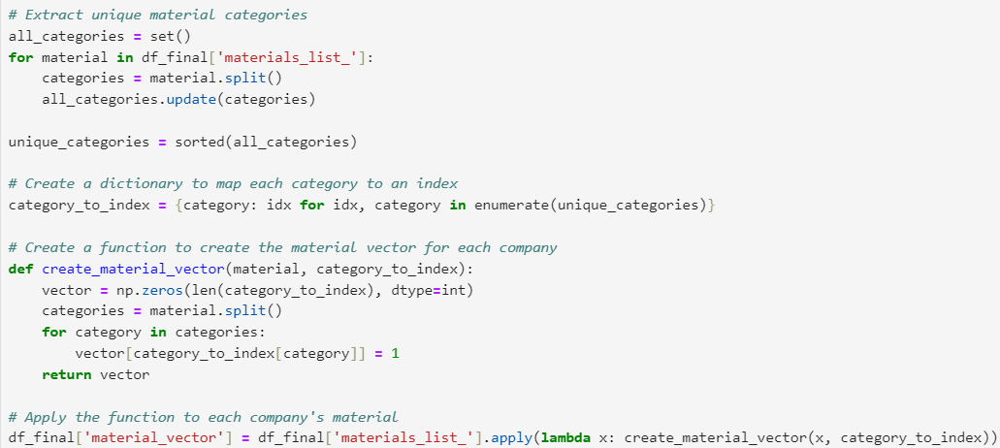 # Extract unique material categories
all_categories = set()
for material in df_final['materials_list_']:
    categories = material.split()
    all_categories.update(categories)

unique_categories = sorted(all_categories)

# Create a dictionary to map each category to an index
category_to_index = {category: idx for idx, category in enumerate(unique_categories)}

# Create a function to create the material vector for each company
def create_material_vector(material, category_to_index):
    vector = np.zeros(len(category_to_index), dtype=int)
    categories = material.split()
    for category in categories:
        vector[category_to_index[category]] = 1
    return vector

# Apply the function to each company's material
df_final['material_vector'] = df_final['materials_list_'].apply(lambda x: create_material_vector(x, category_to_index))